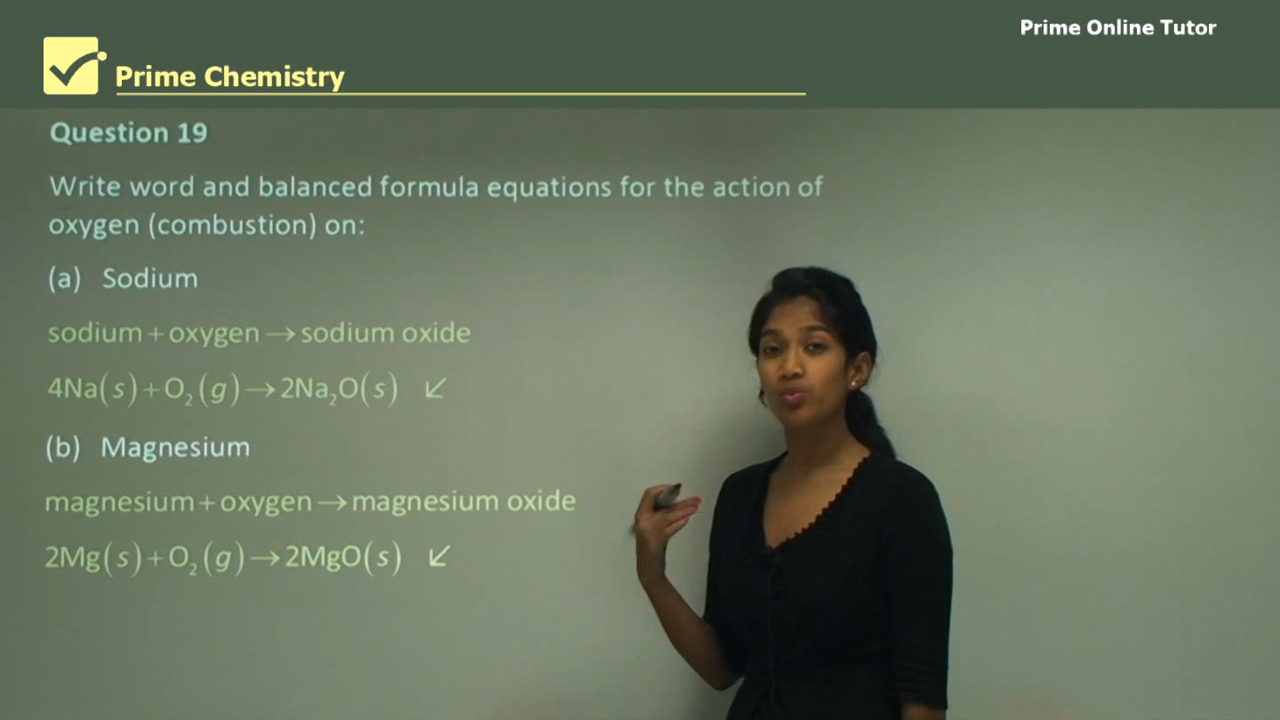 Prime Online Tutor
Prime Chemistry
Question 19
Write word and balanced formula equations for the action of
oxygen (combustion) on:
(a) Sodium
sodium + oxygen → sodium oxide
4Na(s) + O₂(g) → 2Na₂O(s) ↙
(b) Magnesium
magnesium + oxygen → magnesium oxide
2Mg(s) + O₂(g) → 2MgO(s) ↙